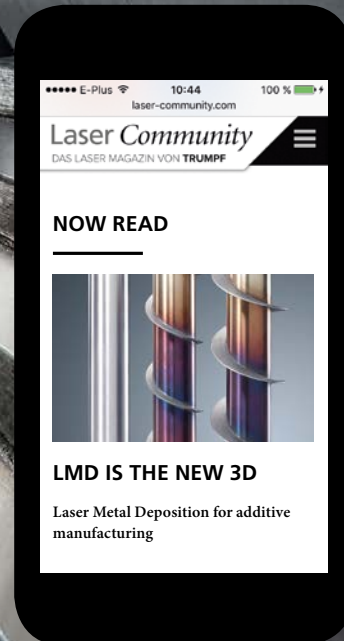 ●●●●● E-Plus 10:44 100 %
laser-community.com
Laser Community
DAS LASER MAGAZIN VON TRUMPF
NOW READ
LMD IS THE NEW 3D
Laser Metal Deposition for additive
manufacturing